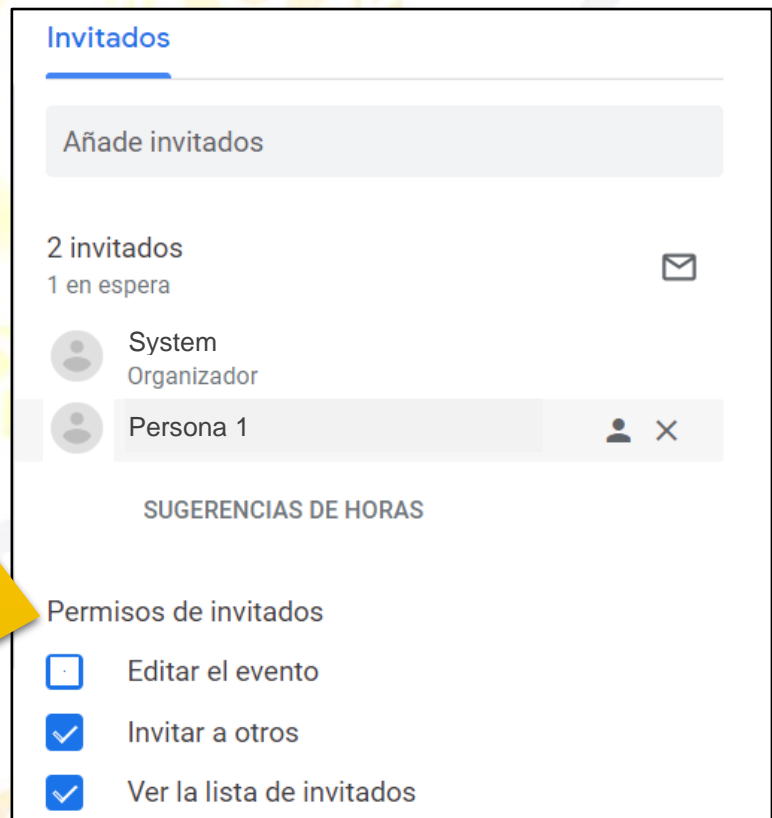 Invitados
Añade invitados
2 invitados
1 en espera
System
Organizador
Persona 1
SUGERENCIAS DE HORAS
Permisos de invitados
Editar el evento
Invitar a otros
Ver la lista de invitados